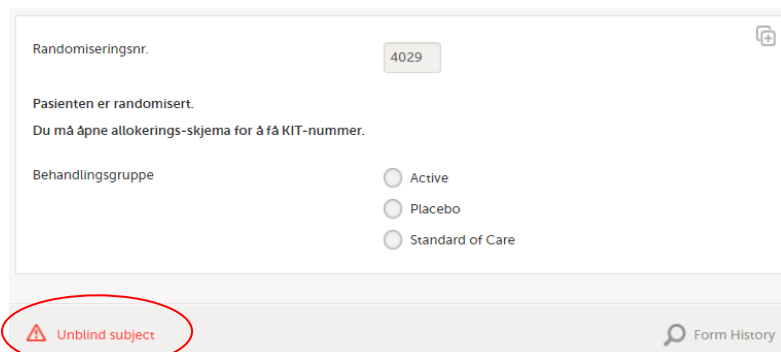 Randomiseringsnr.
4029
Pasienten er randomisert.
Du må åpne allokerings-skjema for å få KIT-nummer.
Behandlingsgruppe
Active
Placebo
Standard of Care
Unblind subject
Form History